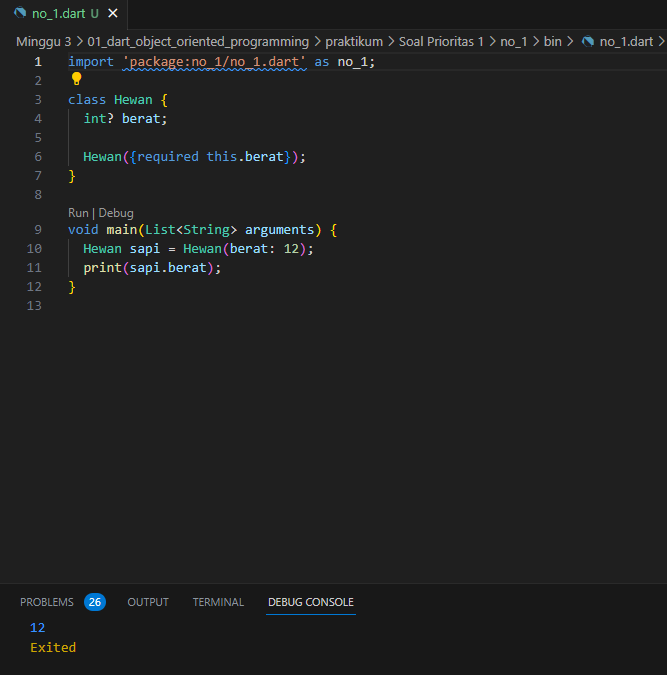 no_1.dart U
Minggu 3 > 01_dart_object_oriented_programming > praktikum > Soal Prioritas 1 > no_1 > bin > no_1.dart >
1 import 'package:no_1/no_1.dart' as no_1;
2
3 class Hewan {
4 int? berat;
5
6 Hewan({required this.berat});
7 }
8
Run | Debug
9 void main(List<String> arguments) {
10 Hewan sapi = Hewan(berat: 12);
11 print(sapi.berat);
12 }
13
PROBLEMS 26 OUTPUT TERMINAL DEBUG CONSOLE
12
Exited